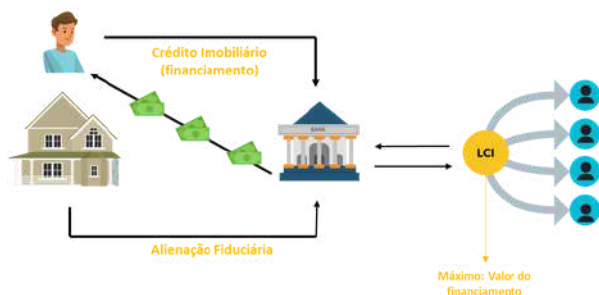 Crédito Imobiliário
(financiamento)
BANK
LCI
Alienação Fiduciária
Máximo: Valor do
financiamento